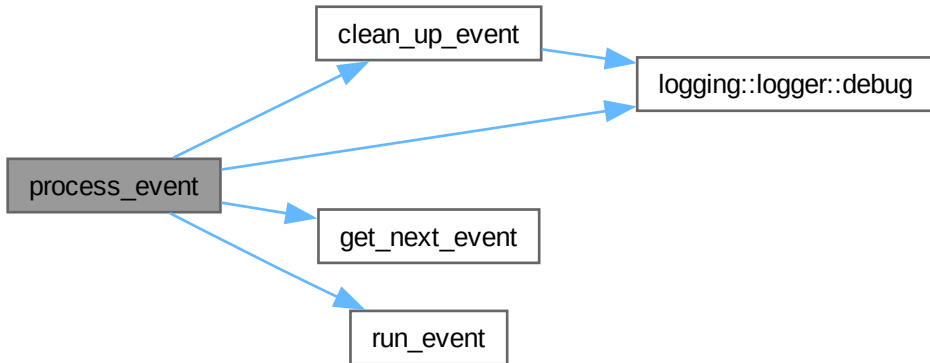 clean_up_event
logging::logger::debug
process_event
get_next_event
run_event